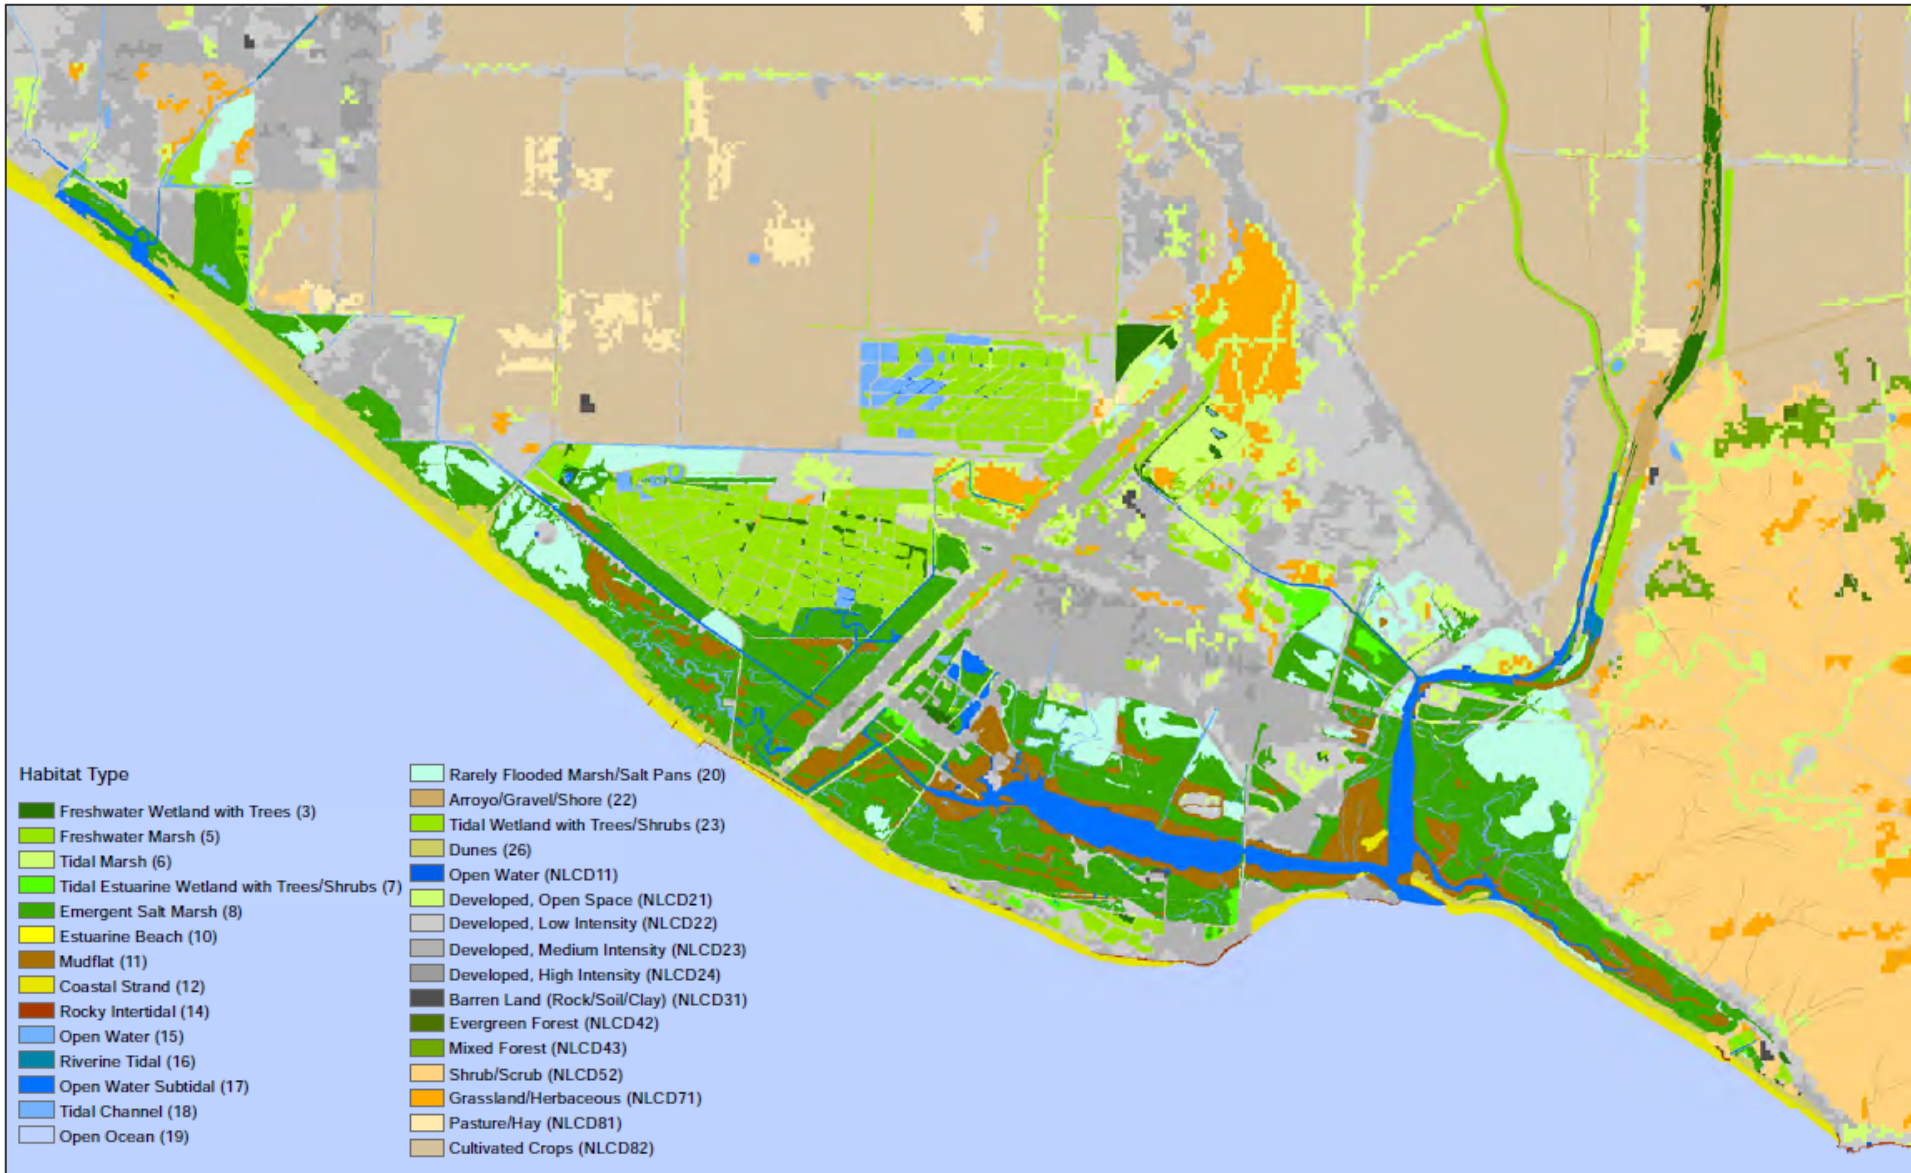 Habitat Type
Freshwater Wetland with Trees (3)
Freshwater Marsh (5)
Tidal Marsh (6)
Tidal Estuarine Wetland with Trees/Shrubs (7)
Emergent Salt Marsh (8)
Estuarine Beach (10)
Mudflat (11)
Coastal Strand (12)
Rocky Intertidal (14)
Open Water (15)
Riverine Tidal (16)
Open Water Subtidal (17)
Tidal Channel (18)
Open Ocean (19)
Rarely Flooded Marsh/Salt Pans (20)
Arroyo/Gravel/Shore (22)
Tidal Wetland with Trees/Shrubs (23)
Dunes (26)
Open Water (NLCD11)
Developed, Open Space (NLCD21)
Developed, Low Intensity (NLCD22)
Developed, Medium Intensity (NLCD23)
Developed, High Intensity (NLCD24)
Barren Land (Rock/Soil/Clay) (NLCD31)
Evergreen Forest (NLCD42)
Mixed Forest (NLCD43)
Shrub/Scrub (NLCD52)
Grassland/Herbaceous (NLCD71)
Pasture/Hay (NLCD81)
Cultivated Crops (NLCD82)